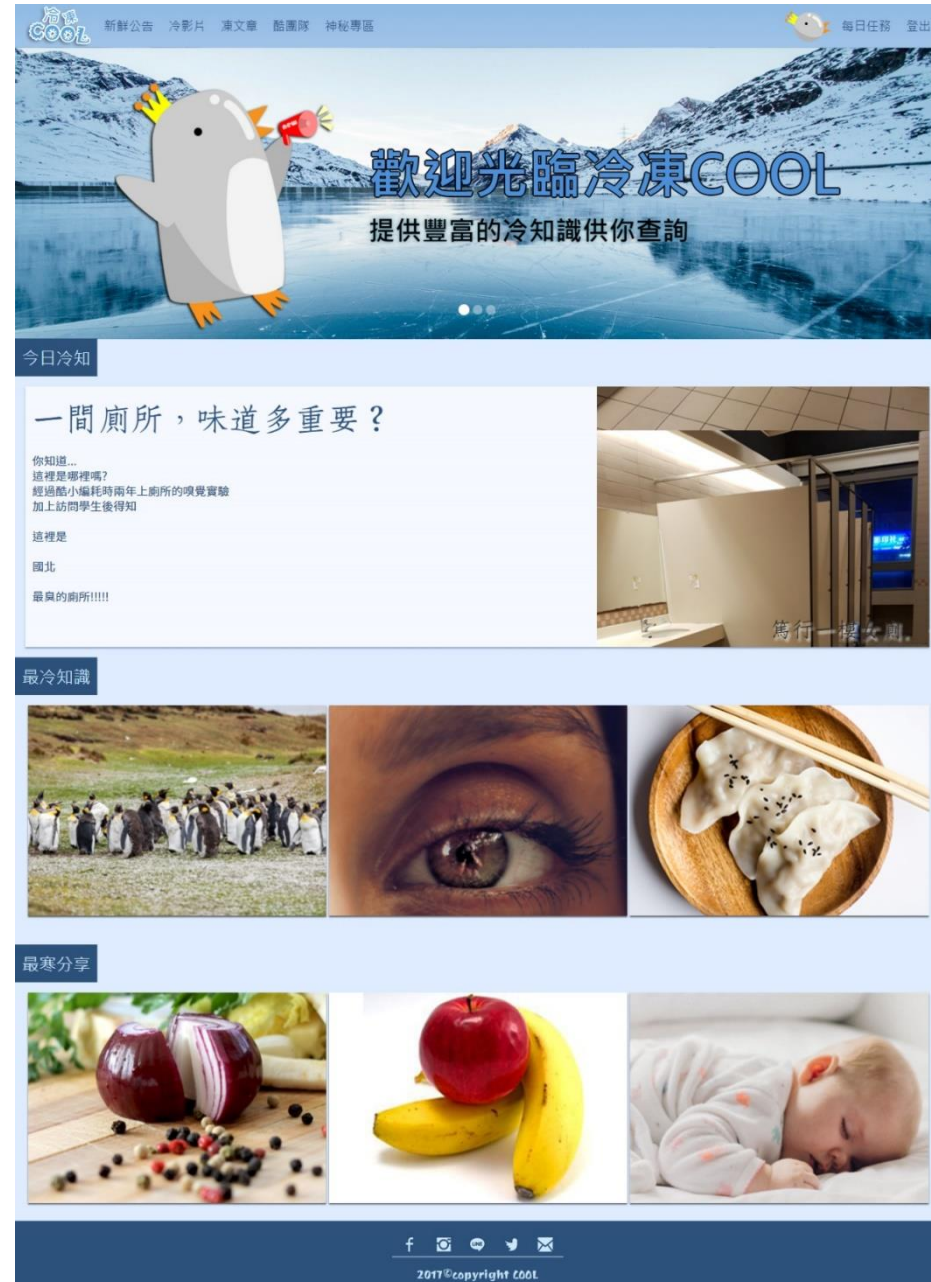 冷凍
COOL
新鮮公告 冷影片 凍文章 酷團隊 神秘專區
每日任務 登出
歡迎光臨冷凍COOL
提供豐富的冷知識供你查詢
今日冷知
一間廁所，味道多重要？
你知道...
這裡是哪裡嗎?
經過酷小編耗時兩年上廁所的嗅覺實驗
加上訪問學生後得知
這裡是
國北
最臭的廁所!!!!!
篤行一樓女廁.
最冷知識
最寒分享
LINE
2017©copyright COOL